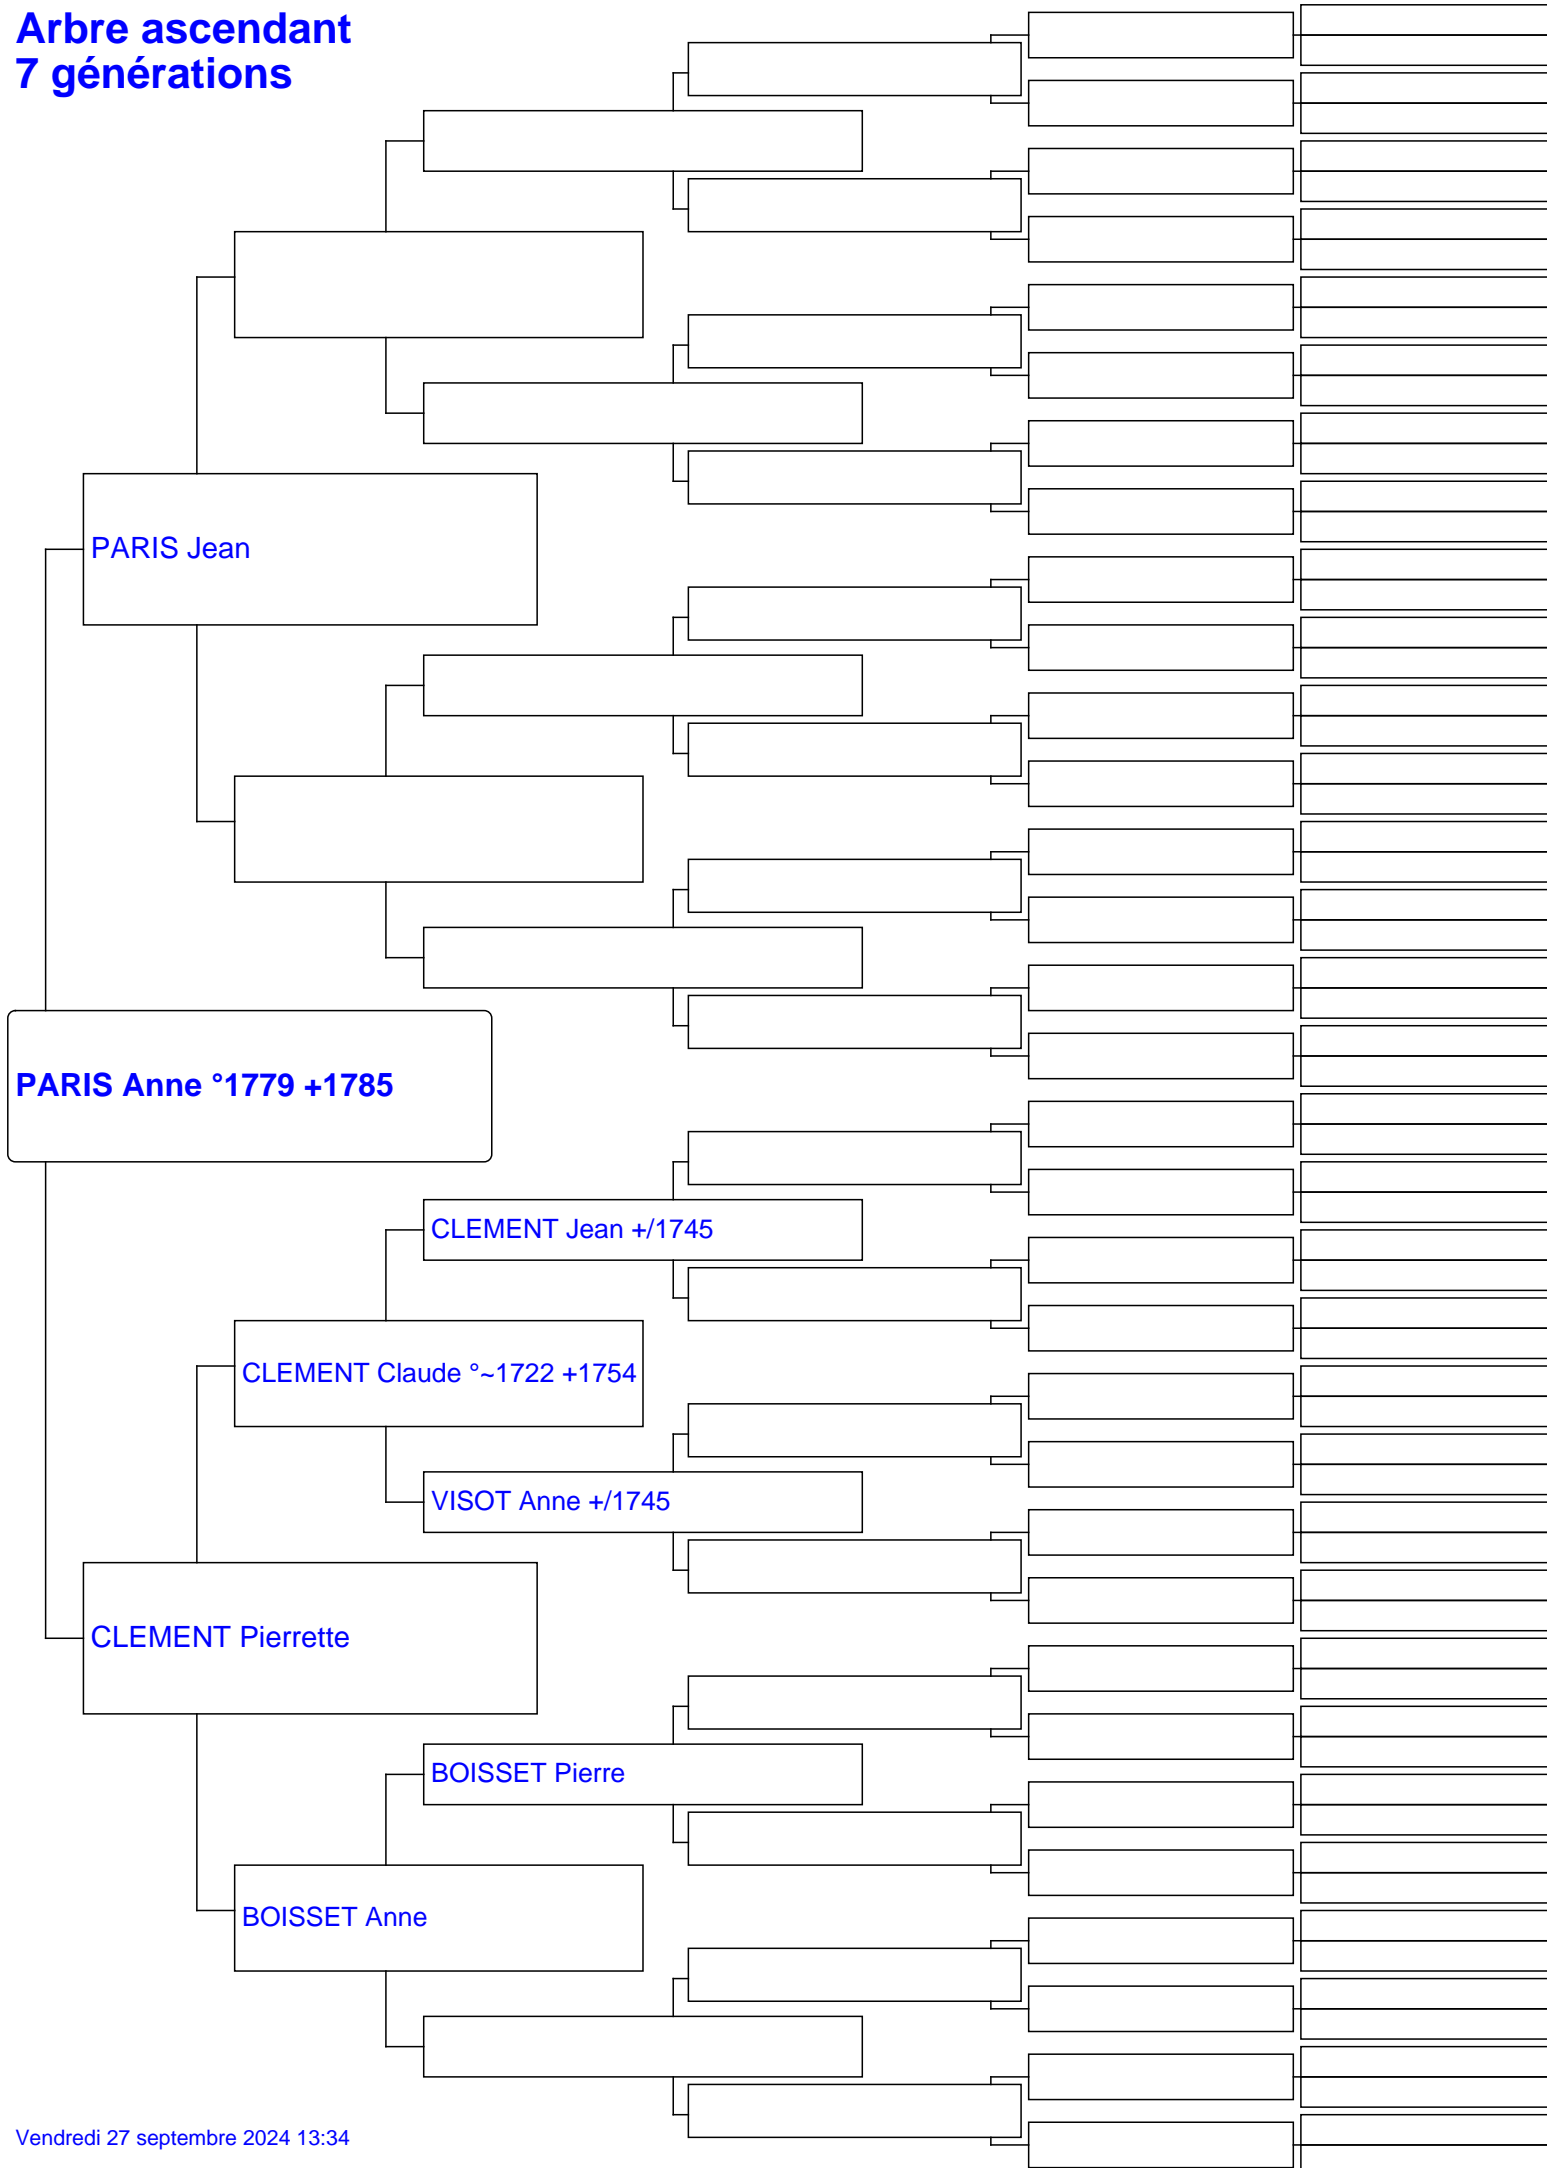 Arbre ascendant
7 générations
PARIS Jean
PARIS Anne °1779 +1785
CLEMENT Jean +/1745
CLEMENT Claude °~1722 +1754
VISOT Anne +/1745
CLEMENT Pierrette
BOISSET Pierre
BOISSET Anne
Vendredi 27 septembre 2024 13:34